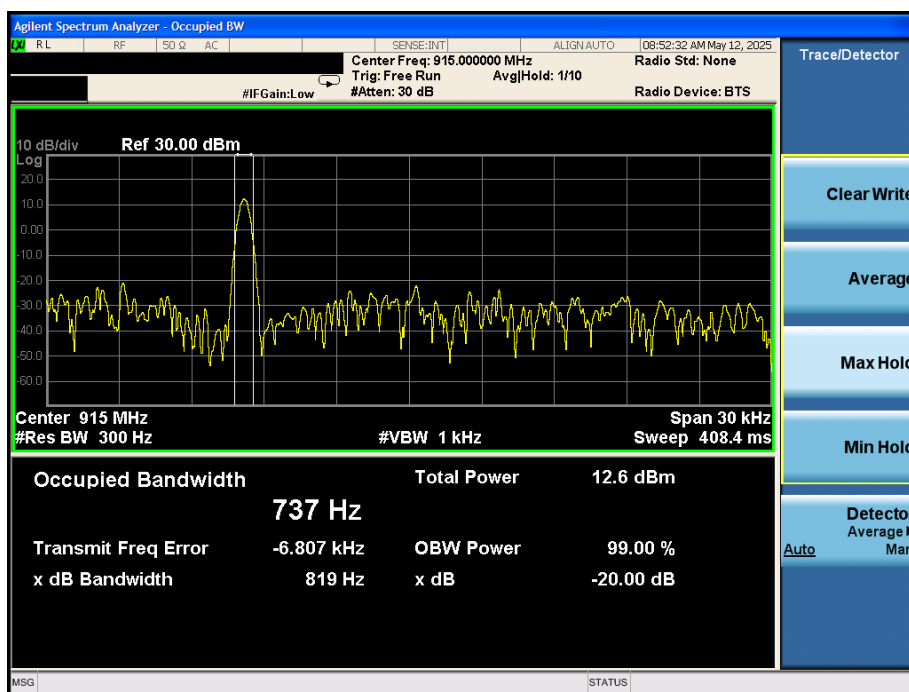 Agilent Spectrum Analyzer - Occupied BW
LXI RL RF 50 Ω AC SENSE:INT ALIGN AUTO 08:52:32 AM May 12, 2025
Center Freq: 915.000000 MHz Radio Std: None
Trig: Free Run Avg|Hold: 1/10
#IFGain:Low #Atten: 30 dB Radio Device: BTS
10 dB/div Ref 30.00 dBm
Log
20.0
10.0
0.00
-10.0
-20.0
-30.0
-40.0
-50.0
-60.0
Center 915 MHz Span 30 kHz
#Res BW 300 Hz #VBW 1 kHz Sweep 408.4 ms
Occupied Bandwidth Total Power 12.6 dBm
737 Hz
Transmit Freq Error -6.807 kHz OBW Power 99.00 %
x dB Bandwidth 819 Hz x dB -20.00 dB
MSG STATUS
Trace/Detector
Clear Write
Average
Max Hold
Min Hold
Detecto
Average
Auto Man